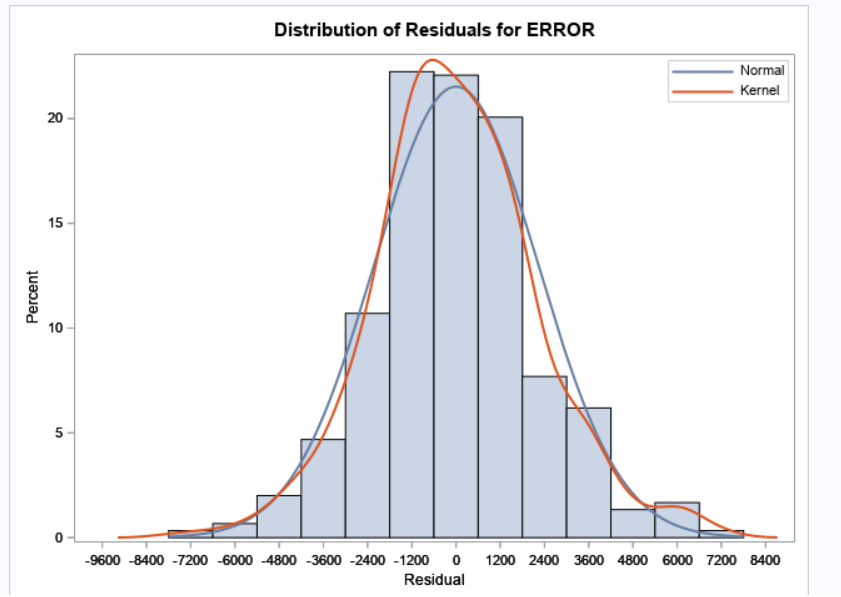 Distribution of Residuals for ERROR
Normal
Kernel
20
15
10
5
0
Percent
-9600 -8400 -7200 -6000 -4800 -3600 -2400 -1200 0 1200 2400 3600 4800 6000 7200 8400
Residual